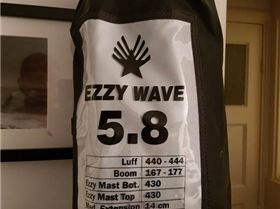 EZZY WAVE
5.8
Luff 440 - 444
Boom 167 - 177
Ezzy Mast Bot. 430
Ezzy Mast Top 430
Extension 14 cm